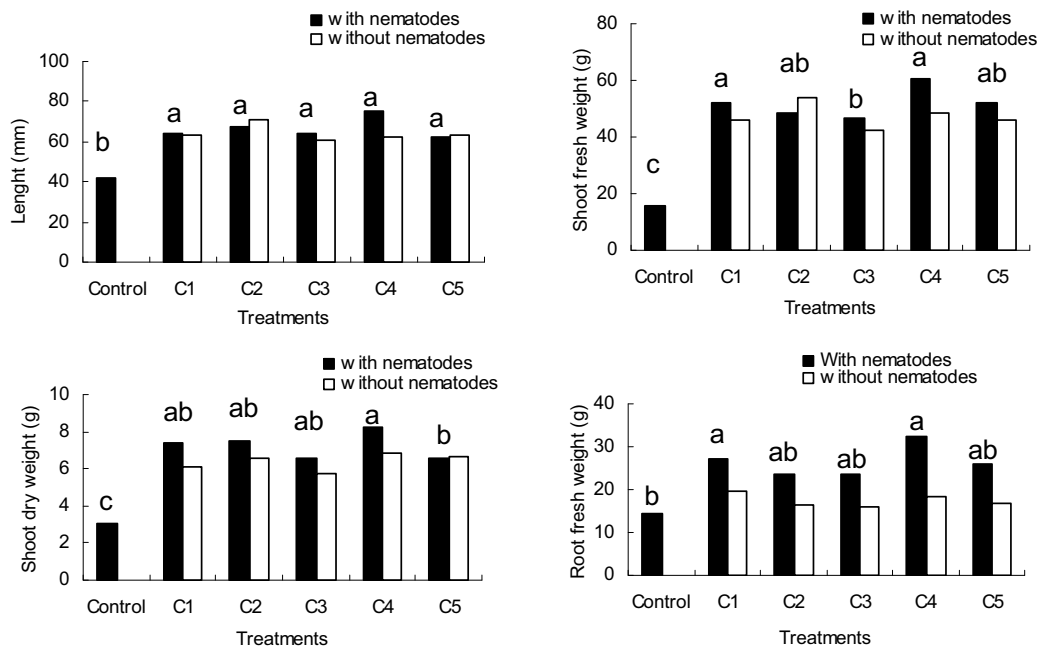 with nematodes
without nematodes
Lenght (mm)
100
80
60
40
20
0
b
a
a
a
a
a
Control C1 C2 C3 C4 C5
Treatments
with nematodes
without nematodes
Shoot fresh weight (g)
80
60
40
20
0
c
a
ab
b
a
ab
Control C1 C2 C3 C4 C5
Treatments
with nematodes
without nematodes
Shoot dry weight (g)
10
8
6
4
2
0
c
ab
ab
ab
a
b
Control C1 C2 C3 C4 C5
Treatments
With nematodes
without nematodes
Root fresh weight (g)
40
30
20
10
0
b
a
ab
ab
a
ab
Control C1 C2 C3 C4 C5
Treatments